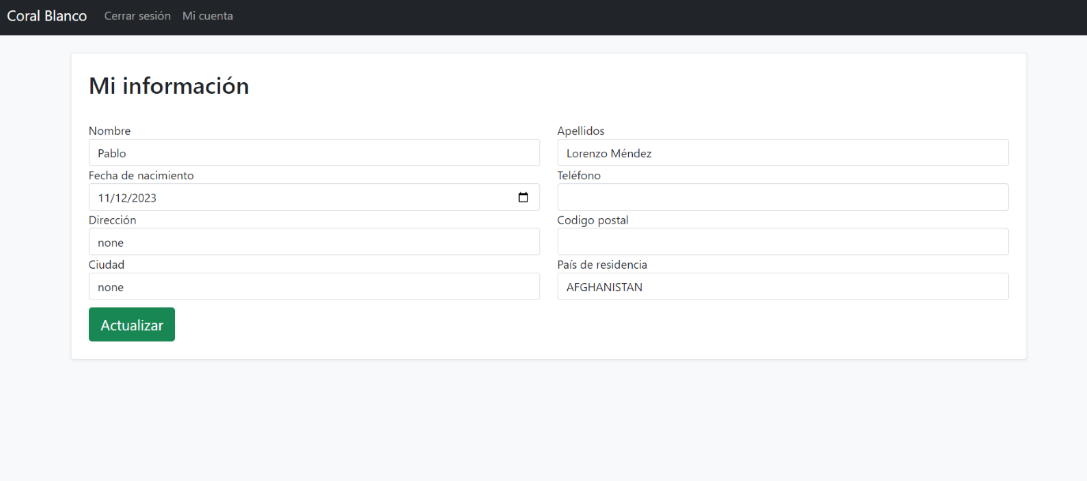 Coral Blanco Cerrar sesión Mi cuenta
Mi información
Nombre Apellidos
Pablo Lorenzo Méndez
Fecha de nacimiento Teléfono
11/12/2023
Dirección Codigo postal
none
Ciudad País de residencia
none AFGHANISTAN
Actualizar